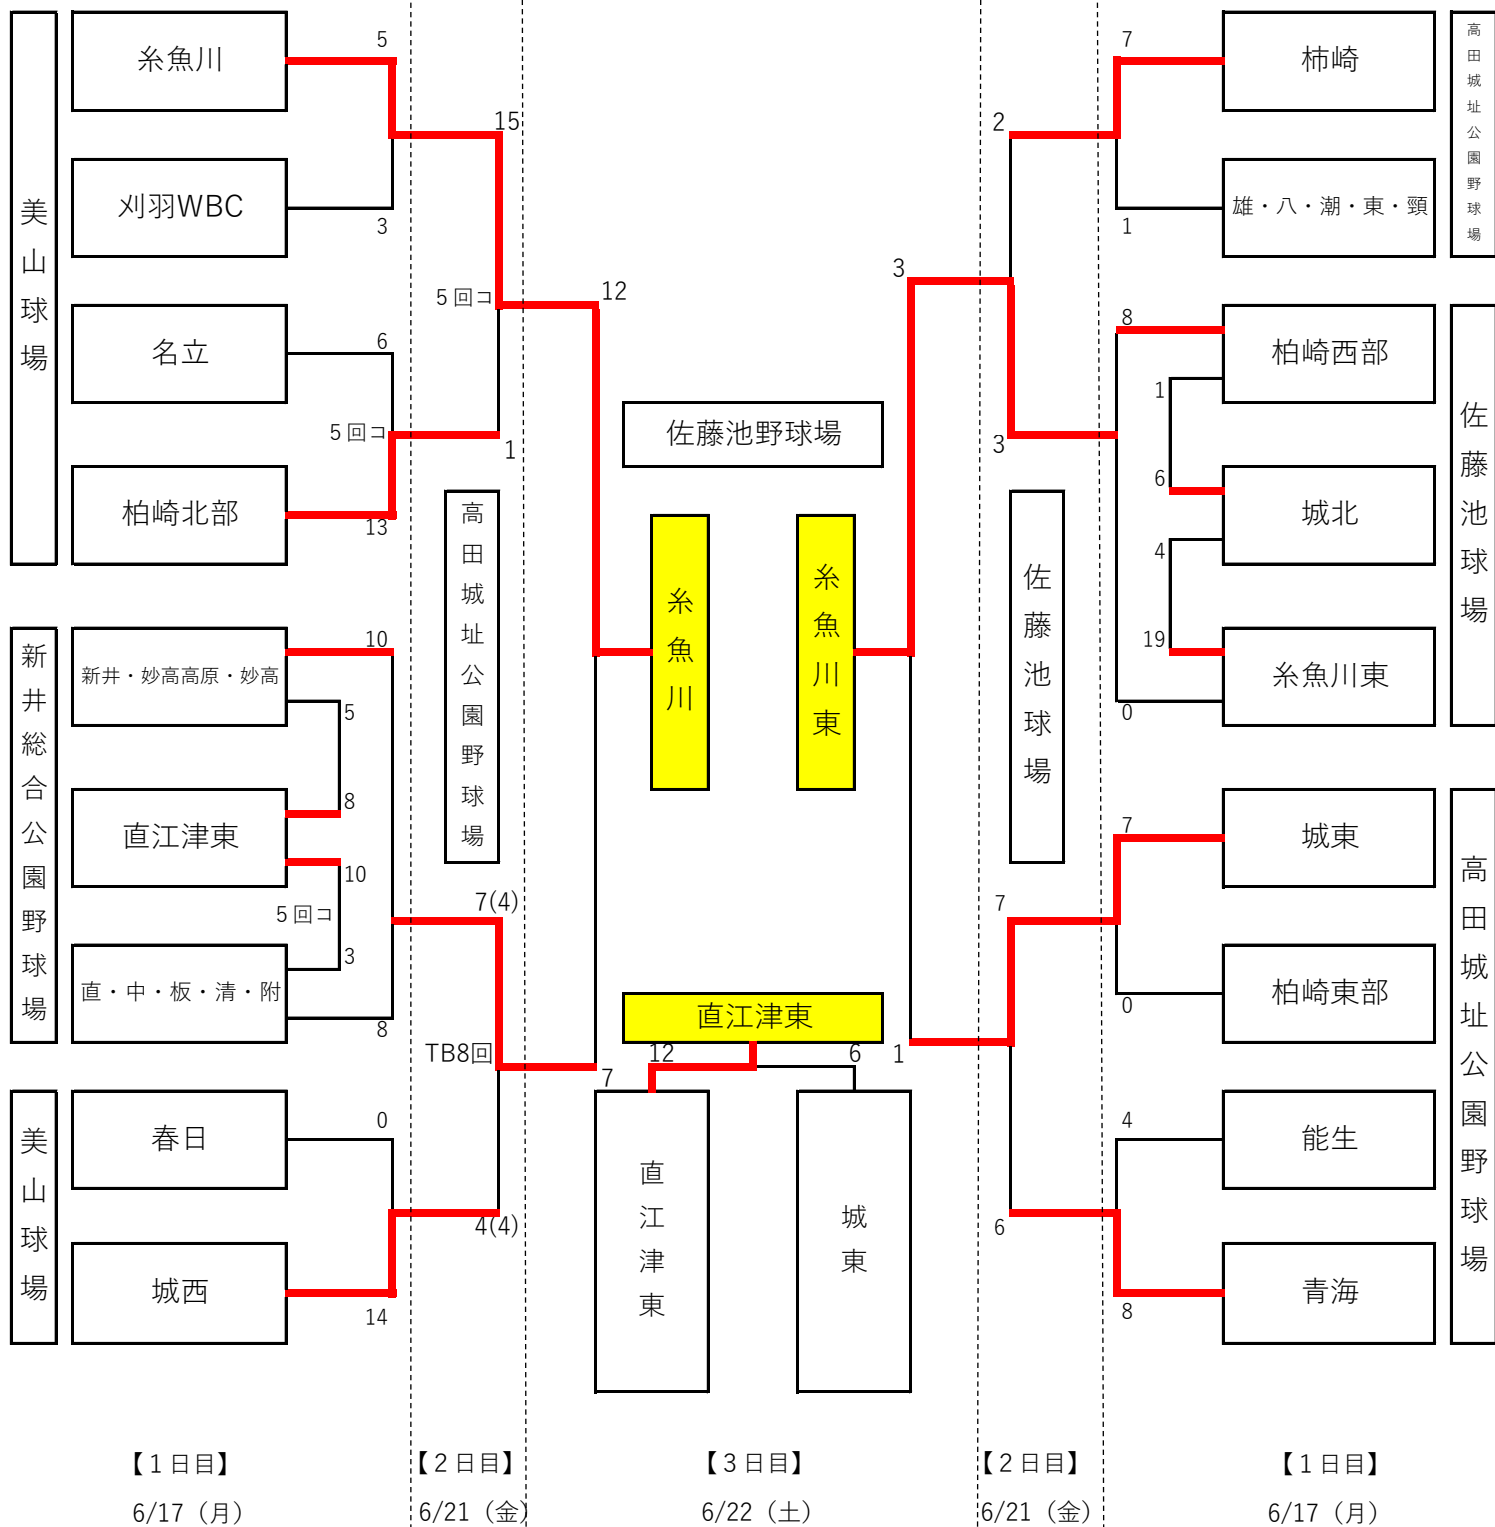 美山球場
糸魚川
5
刈羽WBC
3
名立
6
5回コ
柏崎北部
13
15
5回コ
1
12
新井総合公園野球場
新井・妙高高原・妙高
10
5
直江津東
8
10
5回コ
直・中・板・清・附
3
8
美山球場
春日
0
城西
14
高田城址公園野球場
7(4)
TB8回
4(4)
7
佐藤池野球場
糸魚川
糸魚川東
直江津東
12
6
直江津東
城東
3
1
2
3
佐藤池球場
7
6
7
柿崎
高田城址公園野球場
1
雄・八・潮・東・頸
8
柏崎西部
1
佐藤池球場
6
城北
4
19
糸魚川東
0
7
城東
高田城址公園野球場
0
柏崎東部
4
能生
8
青海
【1日目】
【2日目】
【3日目】
【2日目】
【1日目】
6/17（月）
6/21（金）
6/22（土）
6/21（金）
6/17（月）